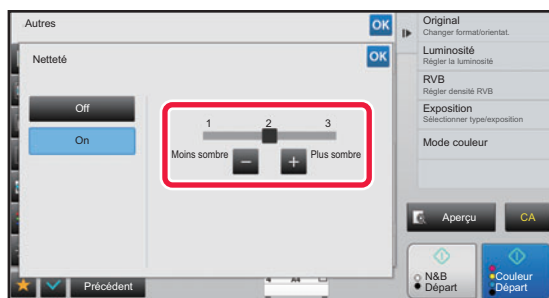 Autres
OK
Netteté
OK
Off
On
1 2 3
Moins sombre
Plus sombre
Précédent
Original
Changer format/orientat.
Luminosité
Régler la luminosité
RVB
Régler densité RVB
Exposition
Sélectionner type/exposition
Mode couleur
Aperçu
CA
N&B
Départ
Couleur
Départ